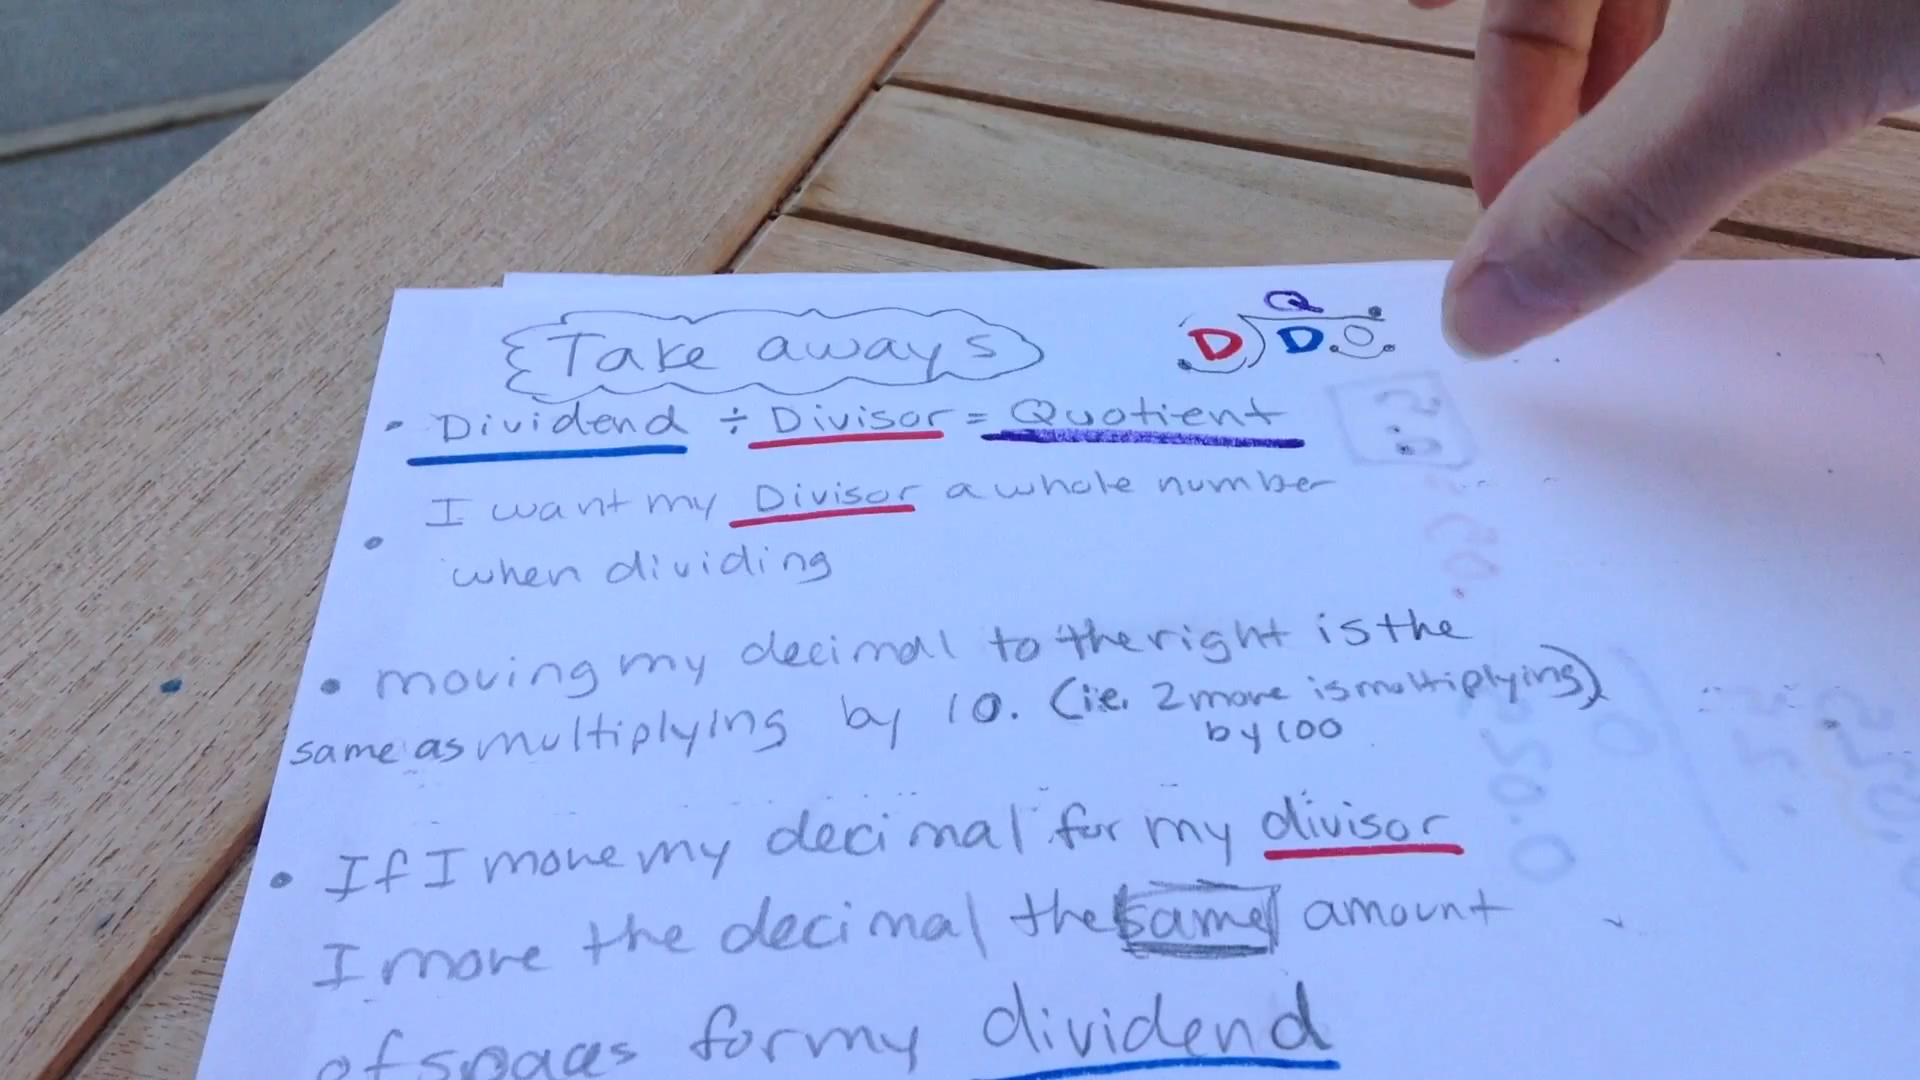 Take aways
Q
D D.0
• Dividend ÷ Divisor = Quotient
• I want my Divisor a whole number
when dividing
• moving my decimal to the right is the
same as multiplying by 10. (i.e. 2 move is multiplying)
by 100
• If I move my decimal for my divisor
I move the decimal the same amount
of spaces for my dividend